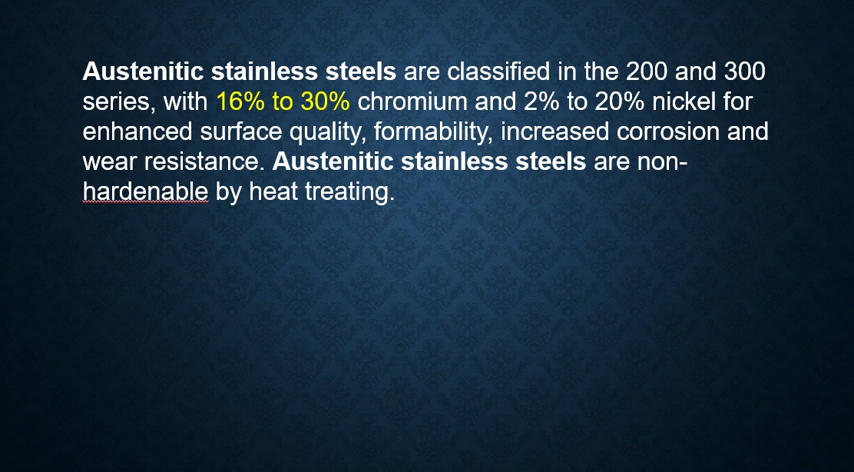 Austenitic stainless steels are classified in the 200 and 300
series, with 16% to 30% chromium and 2% to 20% nickel for
enhanced surface quality, formability, increased corrosion and
wear resistance. Austenitic stainless steels are non-
hardenable by heat treating.